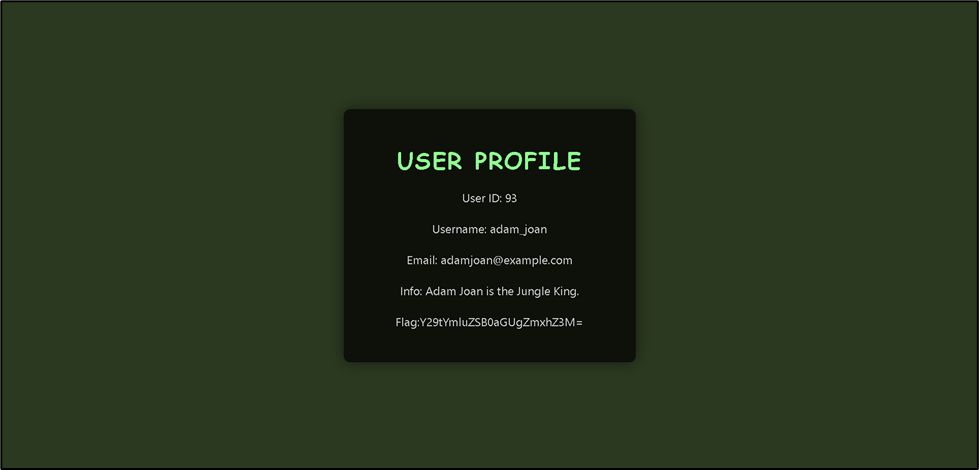 USER PROFILE
User ID: 93
Username: adam_joan
Email: adamjoan@example.com
Info: Adam Joan is the Jungle King.
Flag:Y29tYmluZSB0aGUgZmxhZ3M=